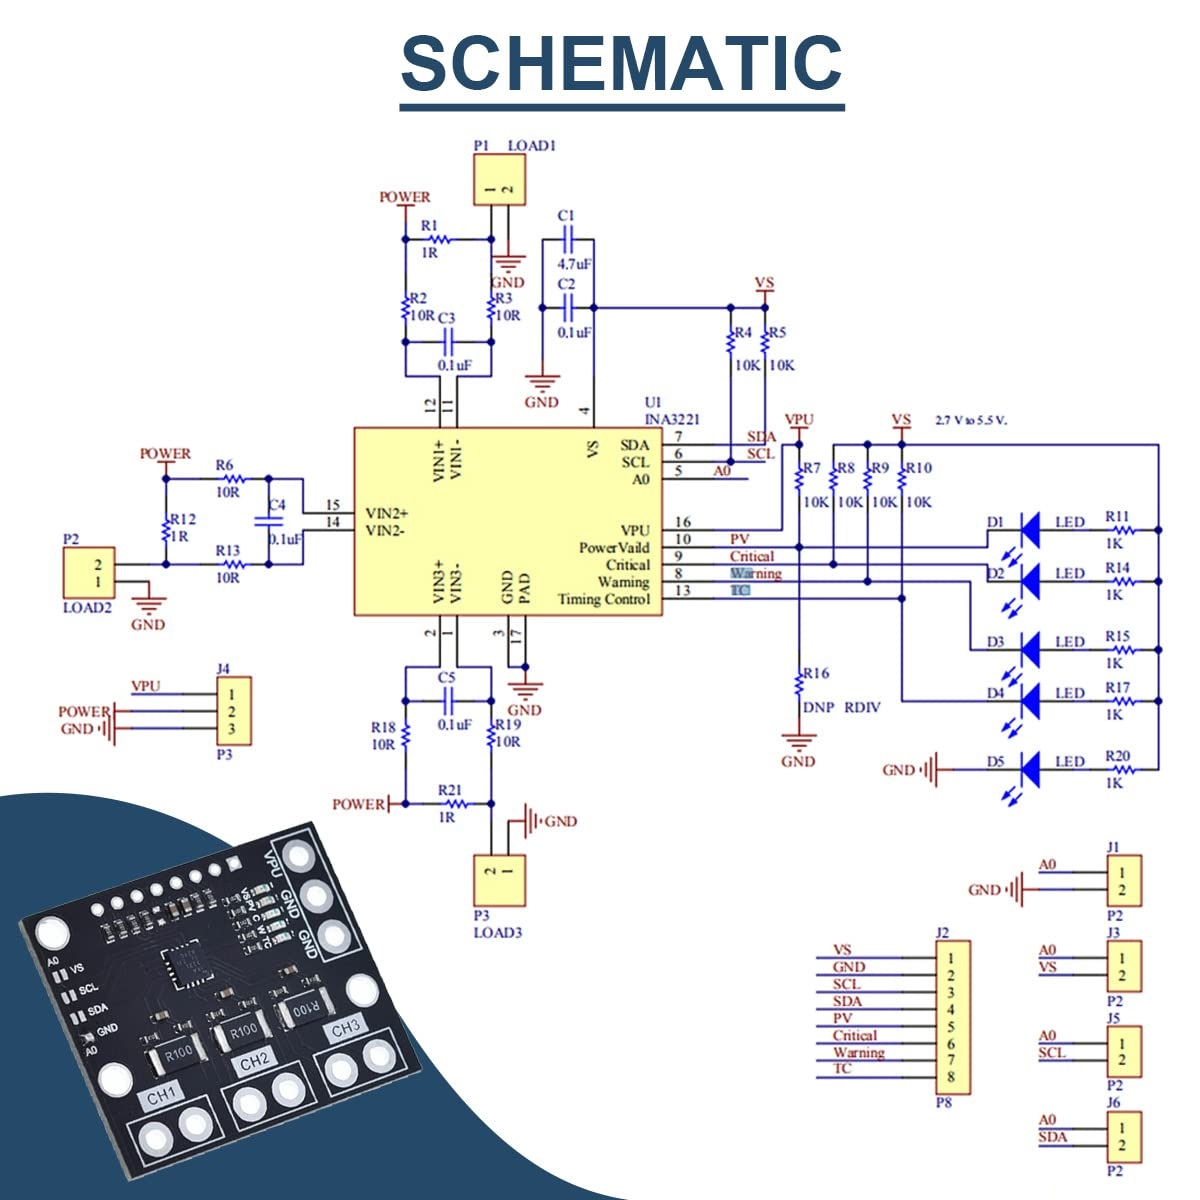 SCHEMATIC
P1 LOAD1
1 2
POWER
R1
1R
GND
R2
10R
R3
10R
C3
0.1uF
C1
4.7uF
C2
0.1uF
GND
VS
R4
10K
R5
10K
12 11
4
U1
INA3221
VIN1+
VIN1-
VS
SDA 7 SDA
SCL 6 SCL
A0 5 A0
VPU 16
PowerVaild 10 PV
Critical 9 Critical
Warning 8 Warning
Timing Control 13 TC
15 VIN2+
14 VIN2-
VIN3+
VIN3-
GND
PAD
2 1 3 17
GND
POWER
R6
10R
C4
0.1uF
R12
1R
R13
10R
P2
2
1
LOAD2
GND
VPU
R7
10K
VS
2.7 V to 5.5 V.
R8
10K
R9
10K
R10
10K
D1 LED R11
1K
D2 LED R14
1K
D3 LED R15
1K
D4 LED R17
1K
GND D5 LED R20
1K
R16
DNP RDIV
GND
J4
VPU 1
POWER 2
GND 3
P3
C5
0.1uF
R18
10R
R19
10R
POWER
R21
1R
GND
2 1
P3
LOAD3
J1
A0 1
GND 2
P2
J3
A0 1
VS 2
P2
J5
A0 1
SCL 2
P2
J6
A0 1
SDA 2
P2
J2
VS 1
GND 2
SCL 3
SDA 4
PV 5
Critical 6
Warning 7
TC 8
P8
VPU
GND
GND
VS
PV
C
W
TC
A0
VS
SCL
SDA
GND
A0
R100
R100
R100
CH1
CH2
CH3